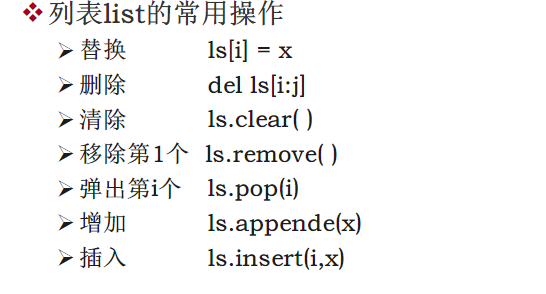 列表list的常用操作
替换 ls[i] = x
删除 del ls[i:j]
清除 ls.clear( )
移除第1个 ls.remove( )
弹出第i个 ls.pop(i)
增加 ls.appende(x)
插入 ls.insert(i,x)